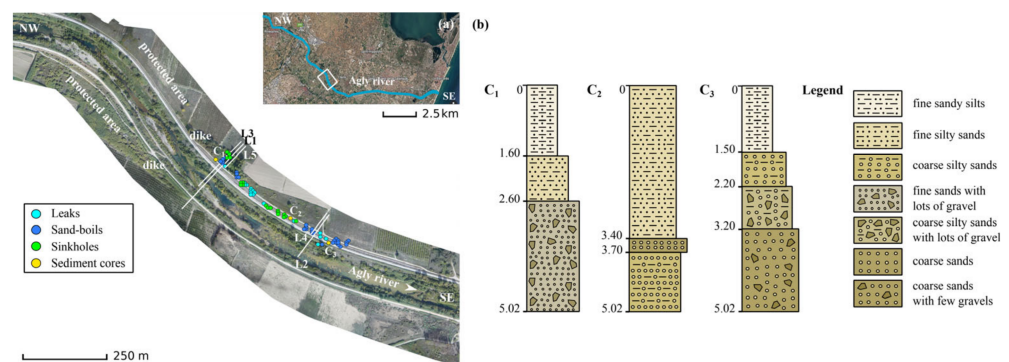 NW
protected area
protected area
dike
dike
L3
L1
C1
L5
C2
L4
C3
L2
Agly river
SE
Leaks
Sand-boils
Sinkholes
Sediment cores
250 m
NW
(a)
Agly river
SE
2.5 km
(b)
C1
0
1.60
2.60
5.02
C2
0
3.40
3.70
5.02
C3
0
1.50
2.20
3.20
5.02
Legend
fine sandy silts
fine silty sands
coarse silty sands
fine sands with
lots of gravel
coarse silty sands
with lots of gravel
coarse sands
coarse sands
with few gravels